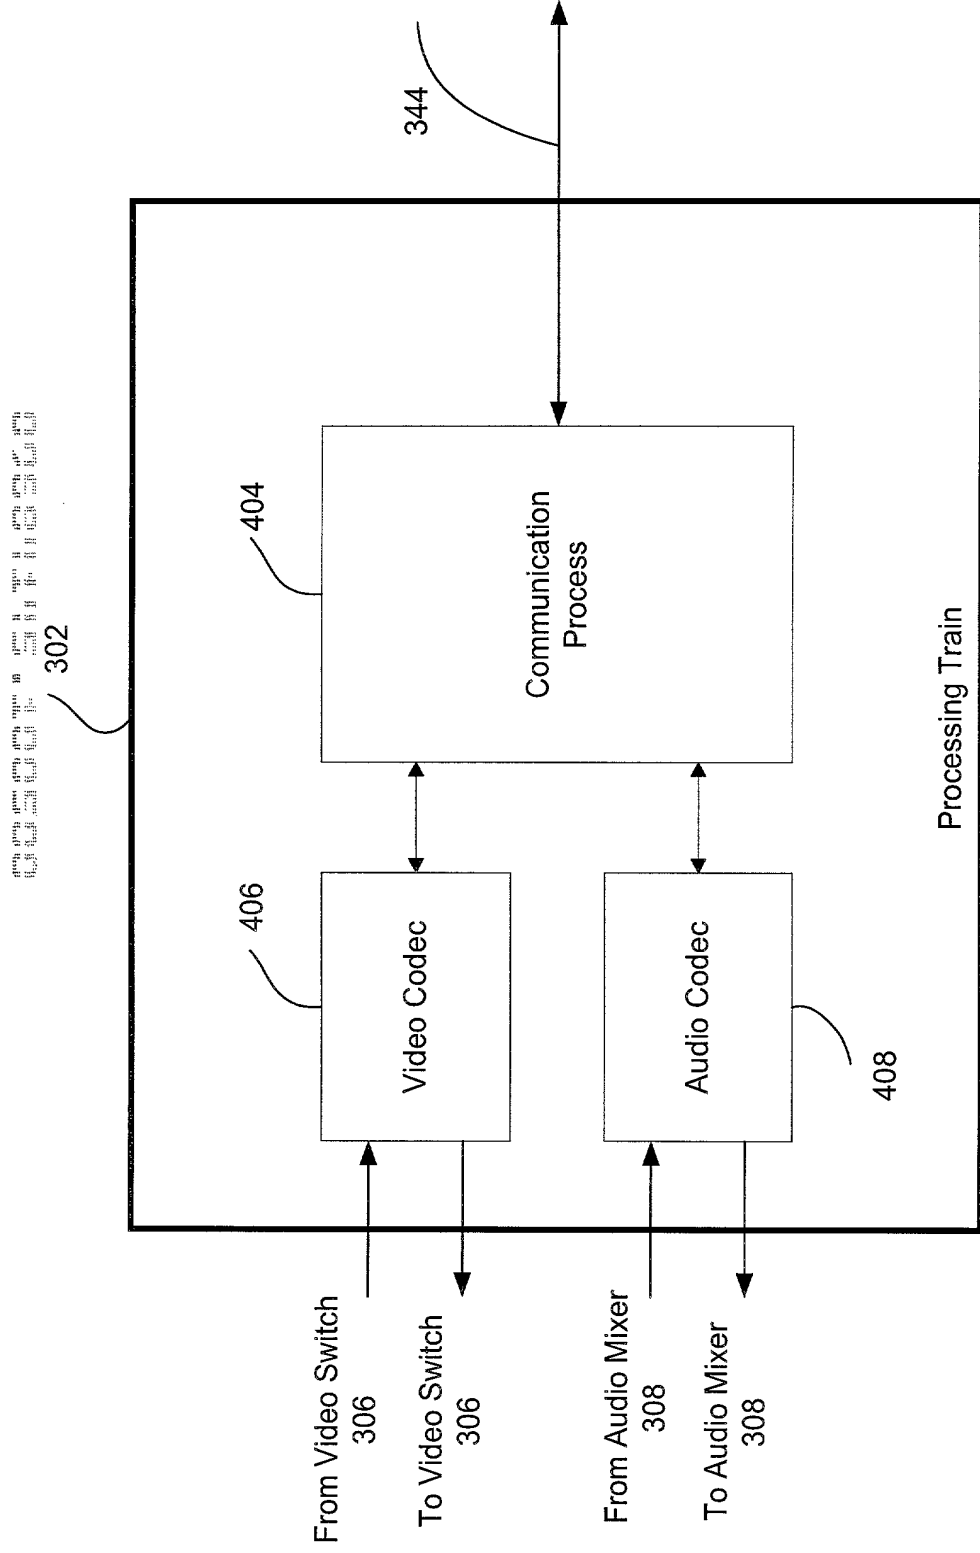 302
344
404
Communication
Process
406
Video Codec
Audio Codec
408
From Video Switch
306
To Video Switch
306
From Audio Mixer
308
To Audio Mixer
308
Processing Train